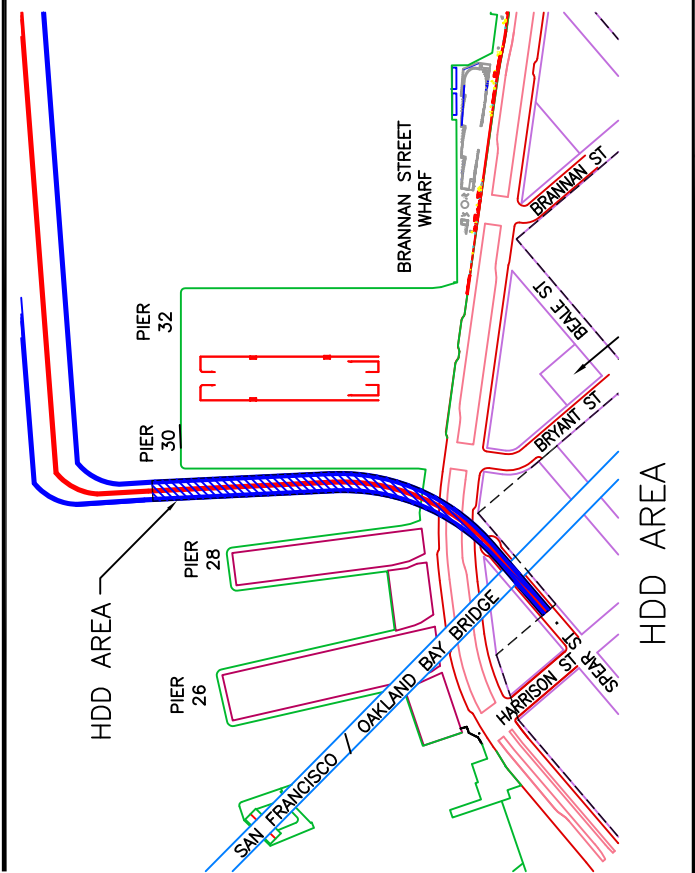 BRANNAN STREET
WHARF
BRANNAN ST
BEALE ST
PIER
32
PIER
30
BRYANT ST
PIER
28
HDD AREA
HDD AREA
PIER
26
SAN FRANCISCO / OAKLAND BAY BRIDGE
SPEAR ST.
HARRISON ST